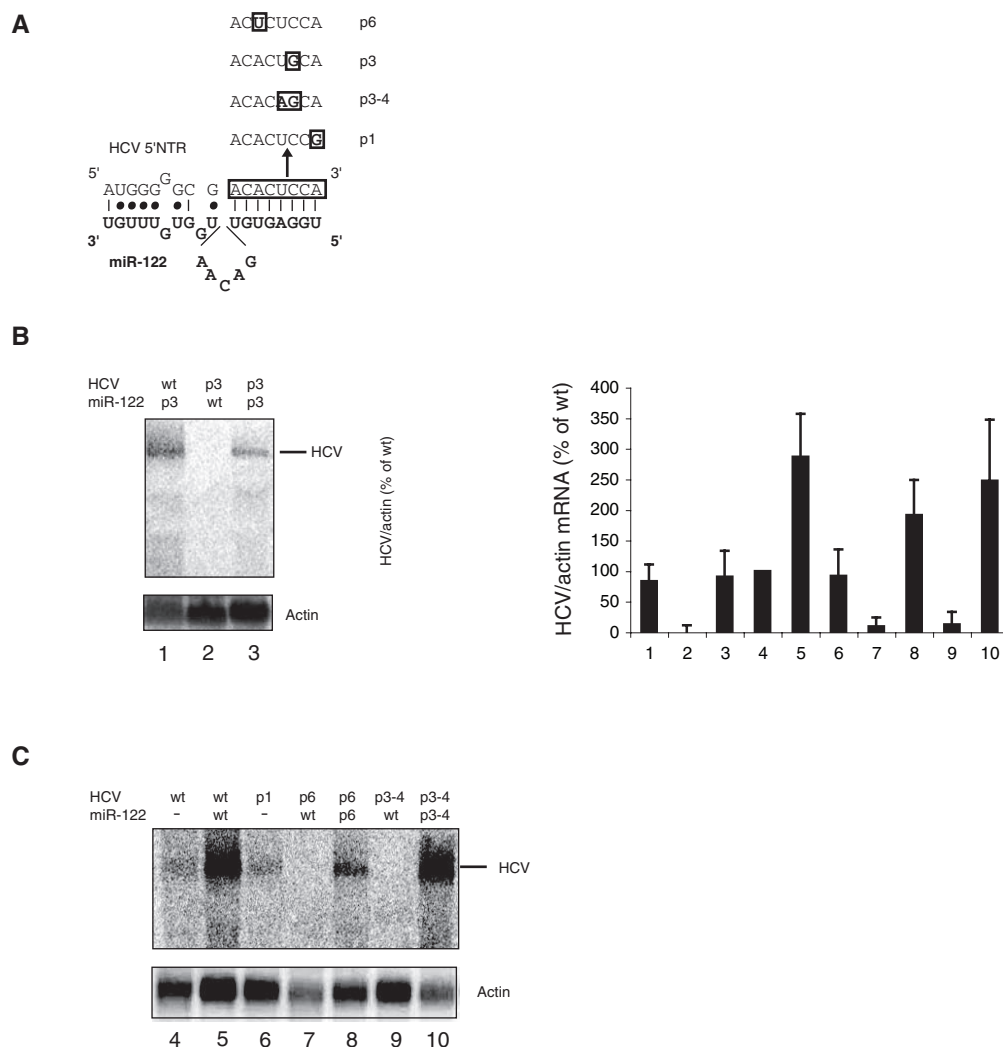 A
ACUCUCCA p6
ACACUGCA p3
ACACAGCA p3-4
ACACUCCG p1
HCV 5'NTR
5' 3'
AUGGGGGC G ACACUCCA
UGUUUGUGGU UGUGAGGU
3' 5'
miR-122
AACAG
B
HCV wt p3 p3
miR-122 p3 wt p3
HCV
Actin
1 2 3
HCV/actin (% of wt)
HCV/actin mRNA (% of wt)
400
350
300
250
200
150
100
50
0
1 2 3 4 5 6 7 8 9 10
C
HCV wt wt p1 p6 p6 p3-4 p3-4
miR-122 – wt – wt p6 wt p3-4
HCV
Actin
4 5 6 7 8 9 10